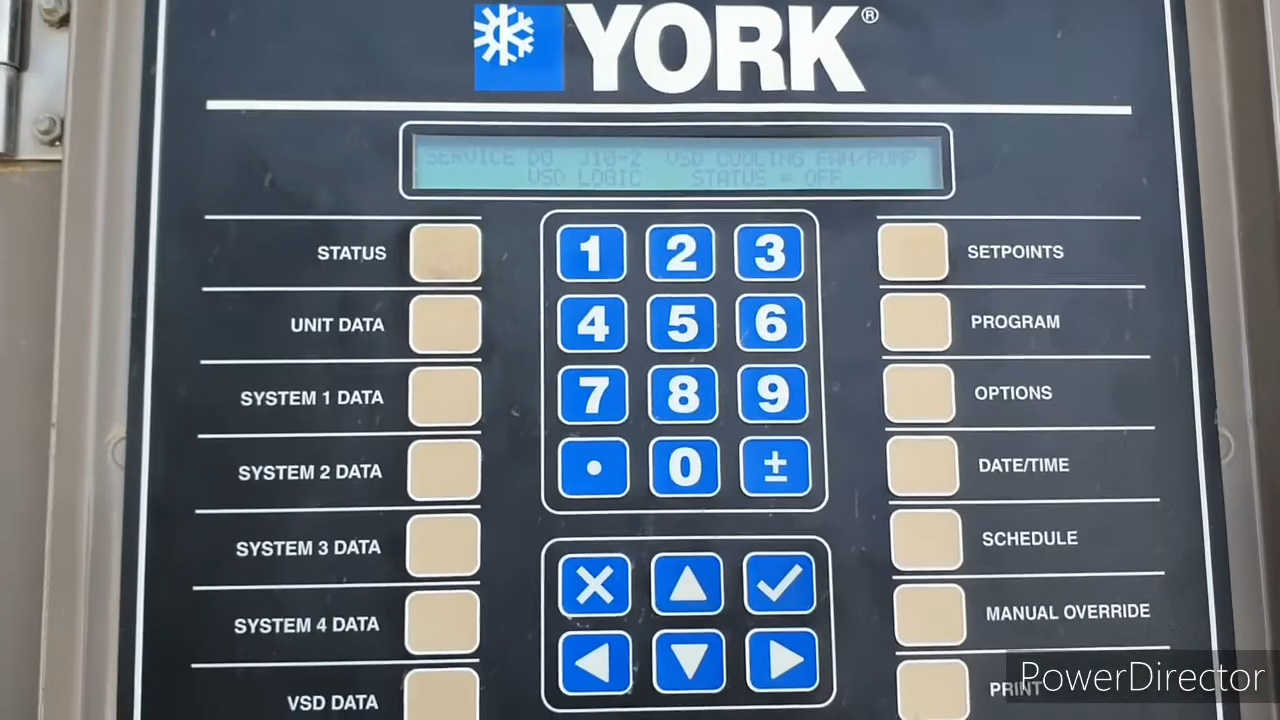 YORK®
SERVICE DO J10-2 VSD COOLING FAN/PUMP
VSD LOGIC STATUS = OFF
STATUS
UNIT DATA
SYSTEM 1 DATA
SYSTEM 2 DATA
SYSTEM 3 DATA
SYSTEM 4 DATA
VSD DATA
1 2 3
4 5 6
7 8 9
• 0 ±
SETPOINTS
PROGRAM
OPTIONS
DATE/TIME
SCHEDULE
MANUAL OVERRIDE
PRINT
PowerDirector